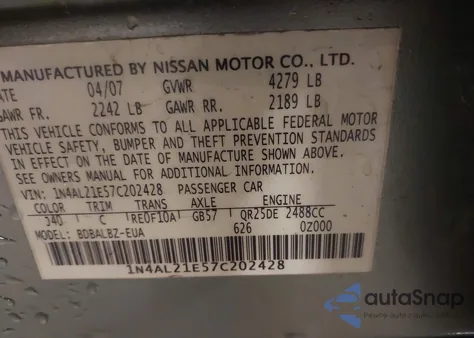 MANUFACTURED BY NISSAN MOTOR CO., LTD.
DATE 04/07 GVWR 4279 LB
GAWR FR. 2242 LB GAWR RR. 2189 LB
THIS VEHICLE CONFORMS TO ALL APPLICABLE FEDERAL MOTOR
VEHICLE SAFETY, BUMPER AND THEFT PREVENTION STANDARDS
IN EFFECT ON THE DATE OF MANUFACTURE SHOWN ABOVE.
SEE OWNERS MANUAL FOR ADDITIONAL INFORMATION.
VIN: 1N4AL21E57C202428 PASSENGER CAR
COLOR TRIM TRANS AXLE ENGINE
J40 C RE0F10A GB57 QR25DE 2488CC
MODEL: BDBALBZ-EUA 626 0Z000
1N4AL21E57C202428
autoSnap